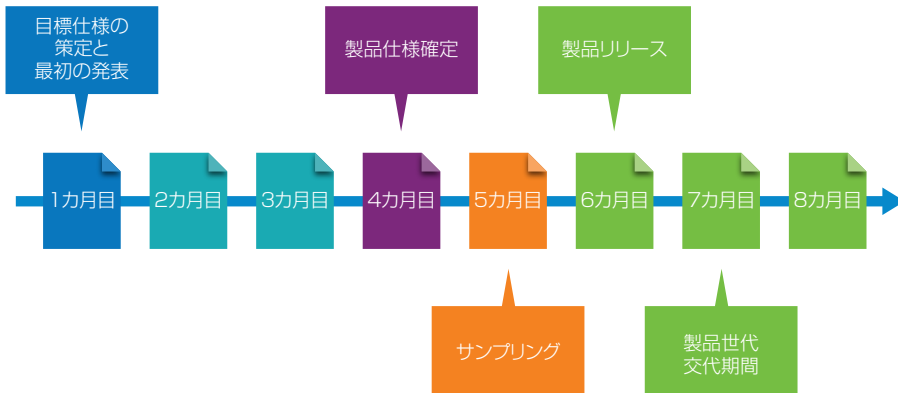 目標仕様の
策定と
最初の発表
製品仕様確定
製品リリース
1カ月目
2カ月目
3カ月目
4カ月目
5カ月目
6カ月目
7カ月目
8カ月目
サンプリング
製品世代
交代期間